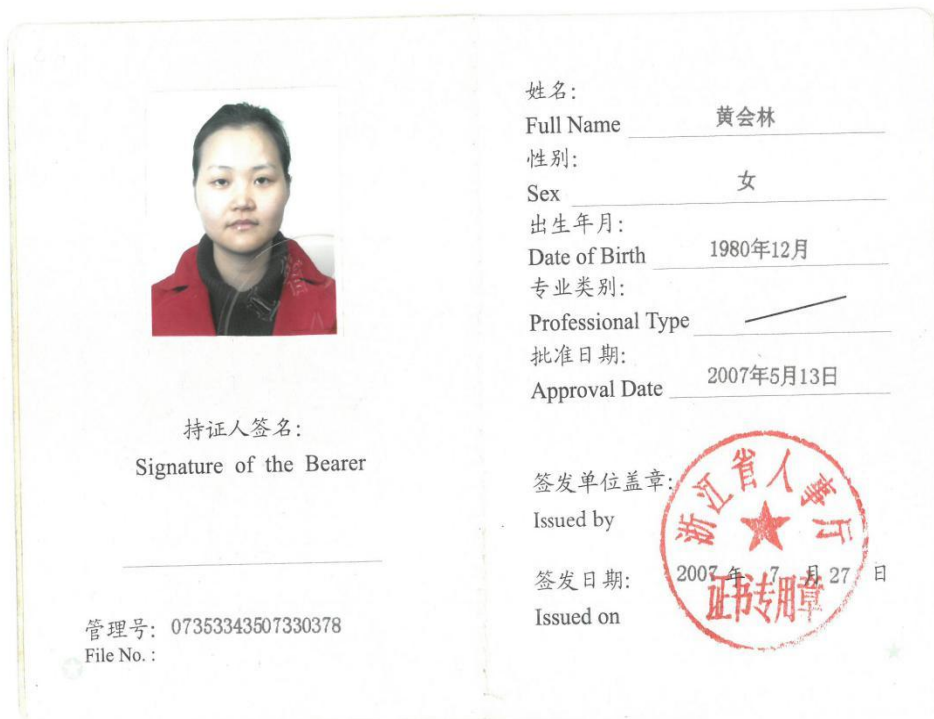 持证人签名:
Signature of the Bearer
管理号: 07353343507330378
File No. :
姓名:
Full Name 黄会林
性别:
Sex 女
出生年月:
Date of Birth 1980年12月
专业类别:
Professional Type
批准日期:
Approval Date 2007年5月13日
签发单位盖章:
Issued by
浙江省人事厅
证书专用章
签发日期: 2007 年 7 月 27 日
Issued on